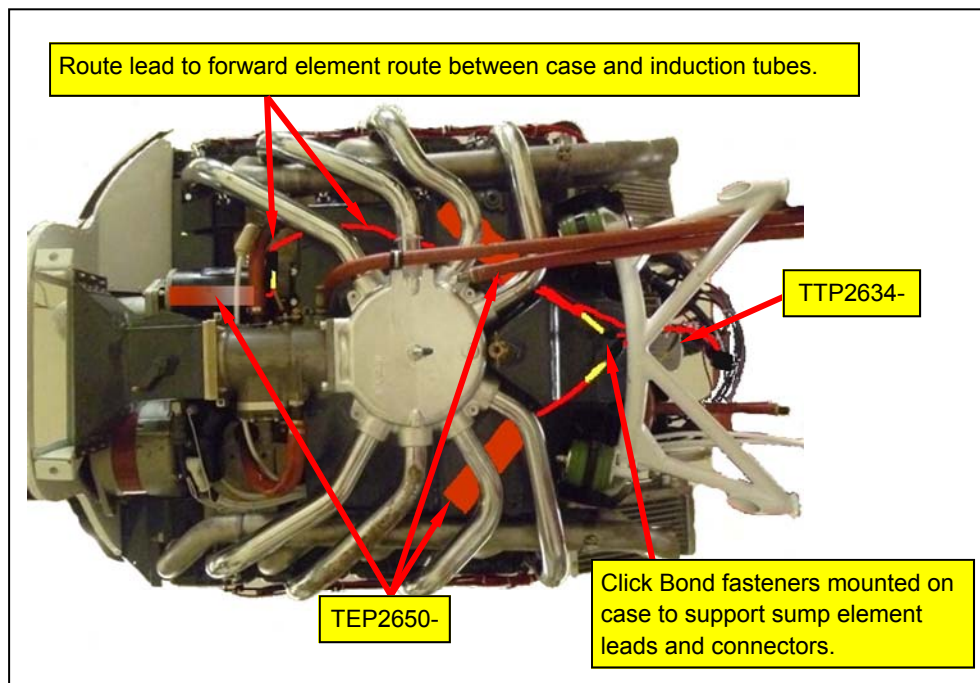 Route lead to forward element route between case and induction tubes.
TTP2634-
TEP2650-
Click Bond fasteners mounted on
case to support sump element
leads and connectors.